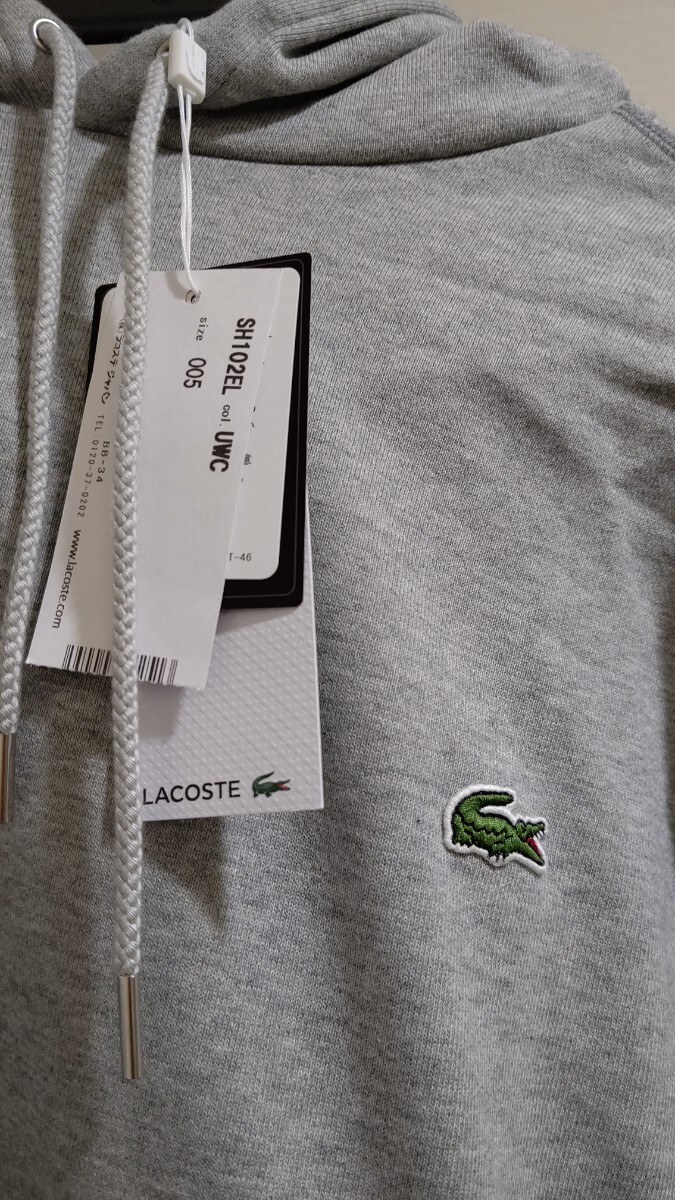 SH102EL col. UWC
size 005
BB-34
TEL 0120-37-0202
www.lacoste.com
T-46
LACOSTE